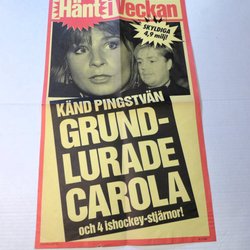 Hänt i Veckan
SKYLDIGA
4,9 milj!
KÄND PINGSTVÄN
GRUND-
LURADE
CAROLA
och 4 ishockey-stjärnor!